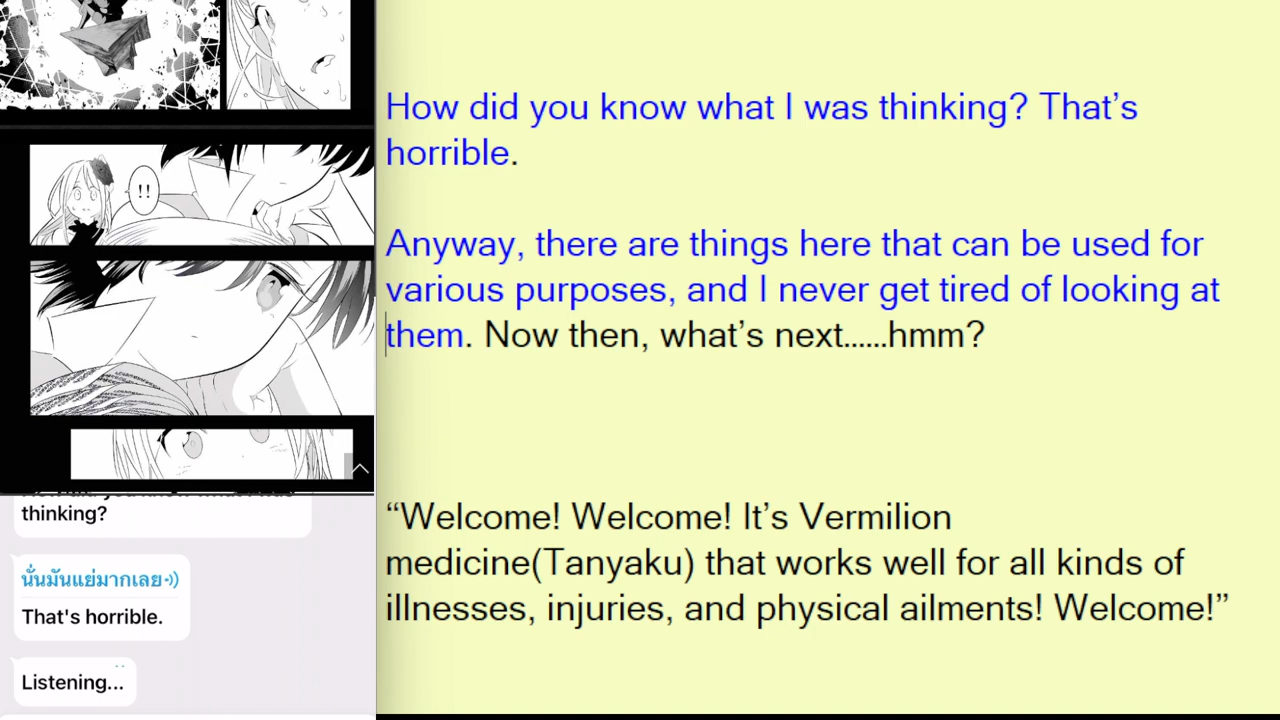 !!
thinking?
นั่นมันแย่มากเลย
That's horrible.
Listening...
How did you know what I was thinking? That’s
horrible.
Anyway, there are things here that can be used for
various purposes, and I never get tired of looking at
them. Now then, what’s next......hmm?
“Welcome! Welcome! It’s Vermilion
medicine(Tanyaku) that works well for all kinds of
illnesses, injuries, and physical ailments! Welcome!”